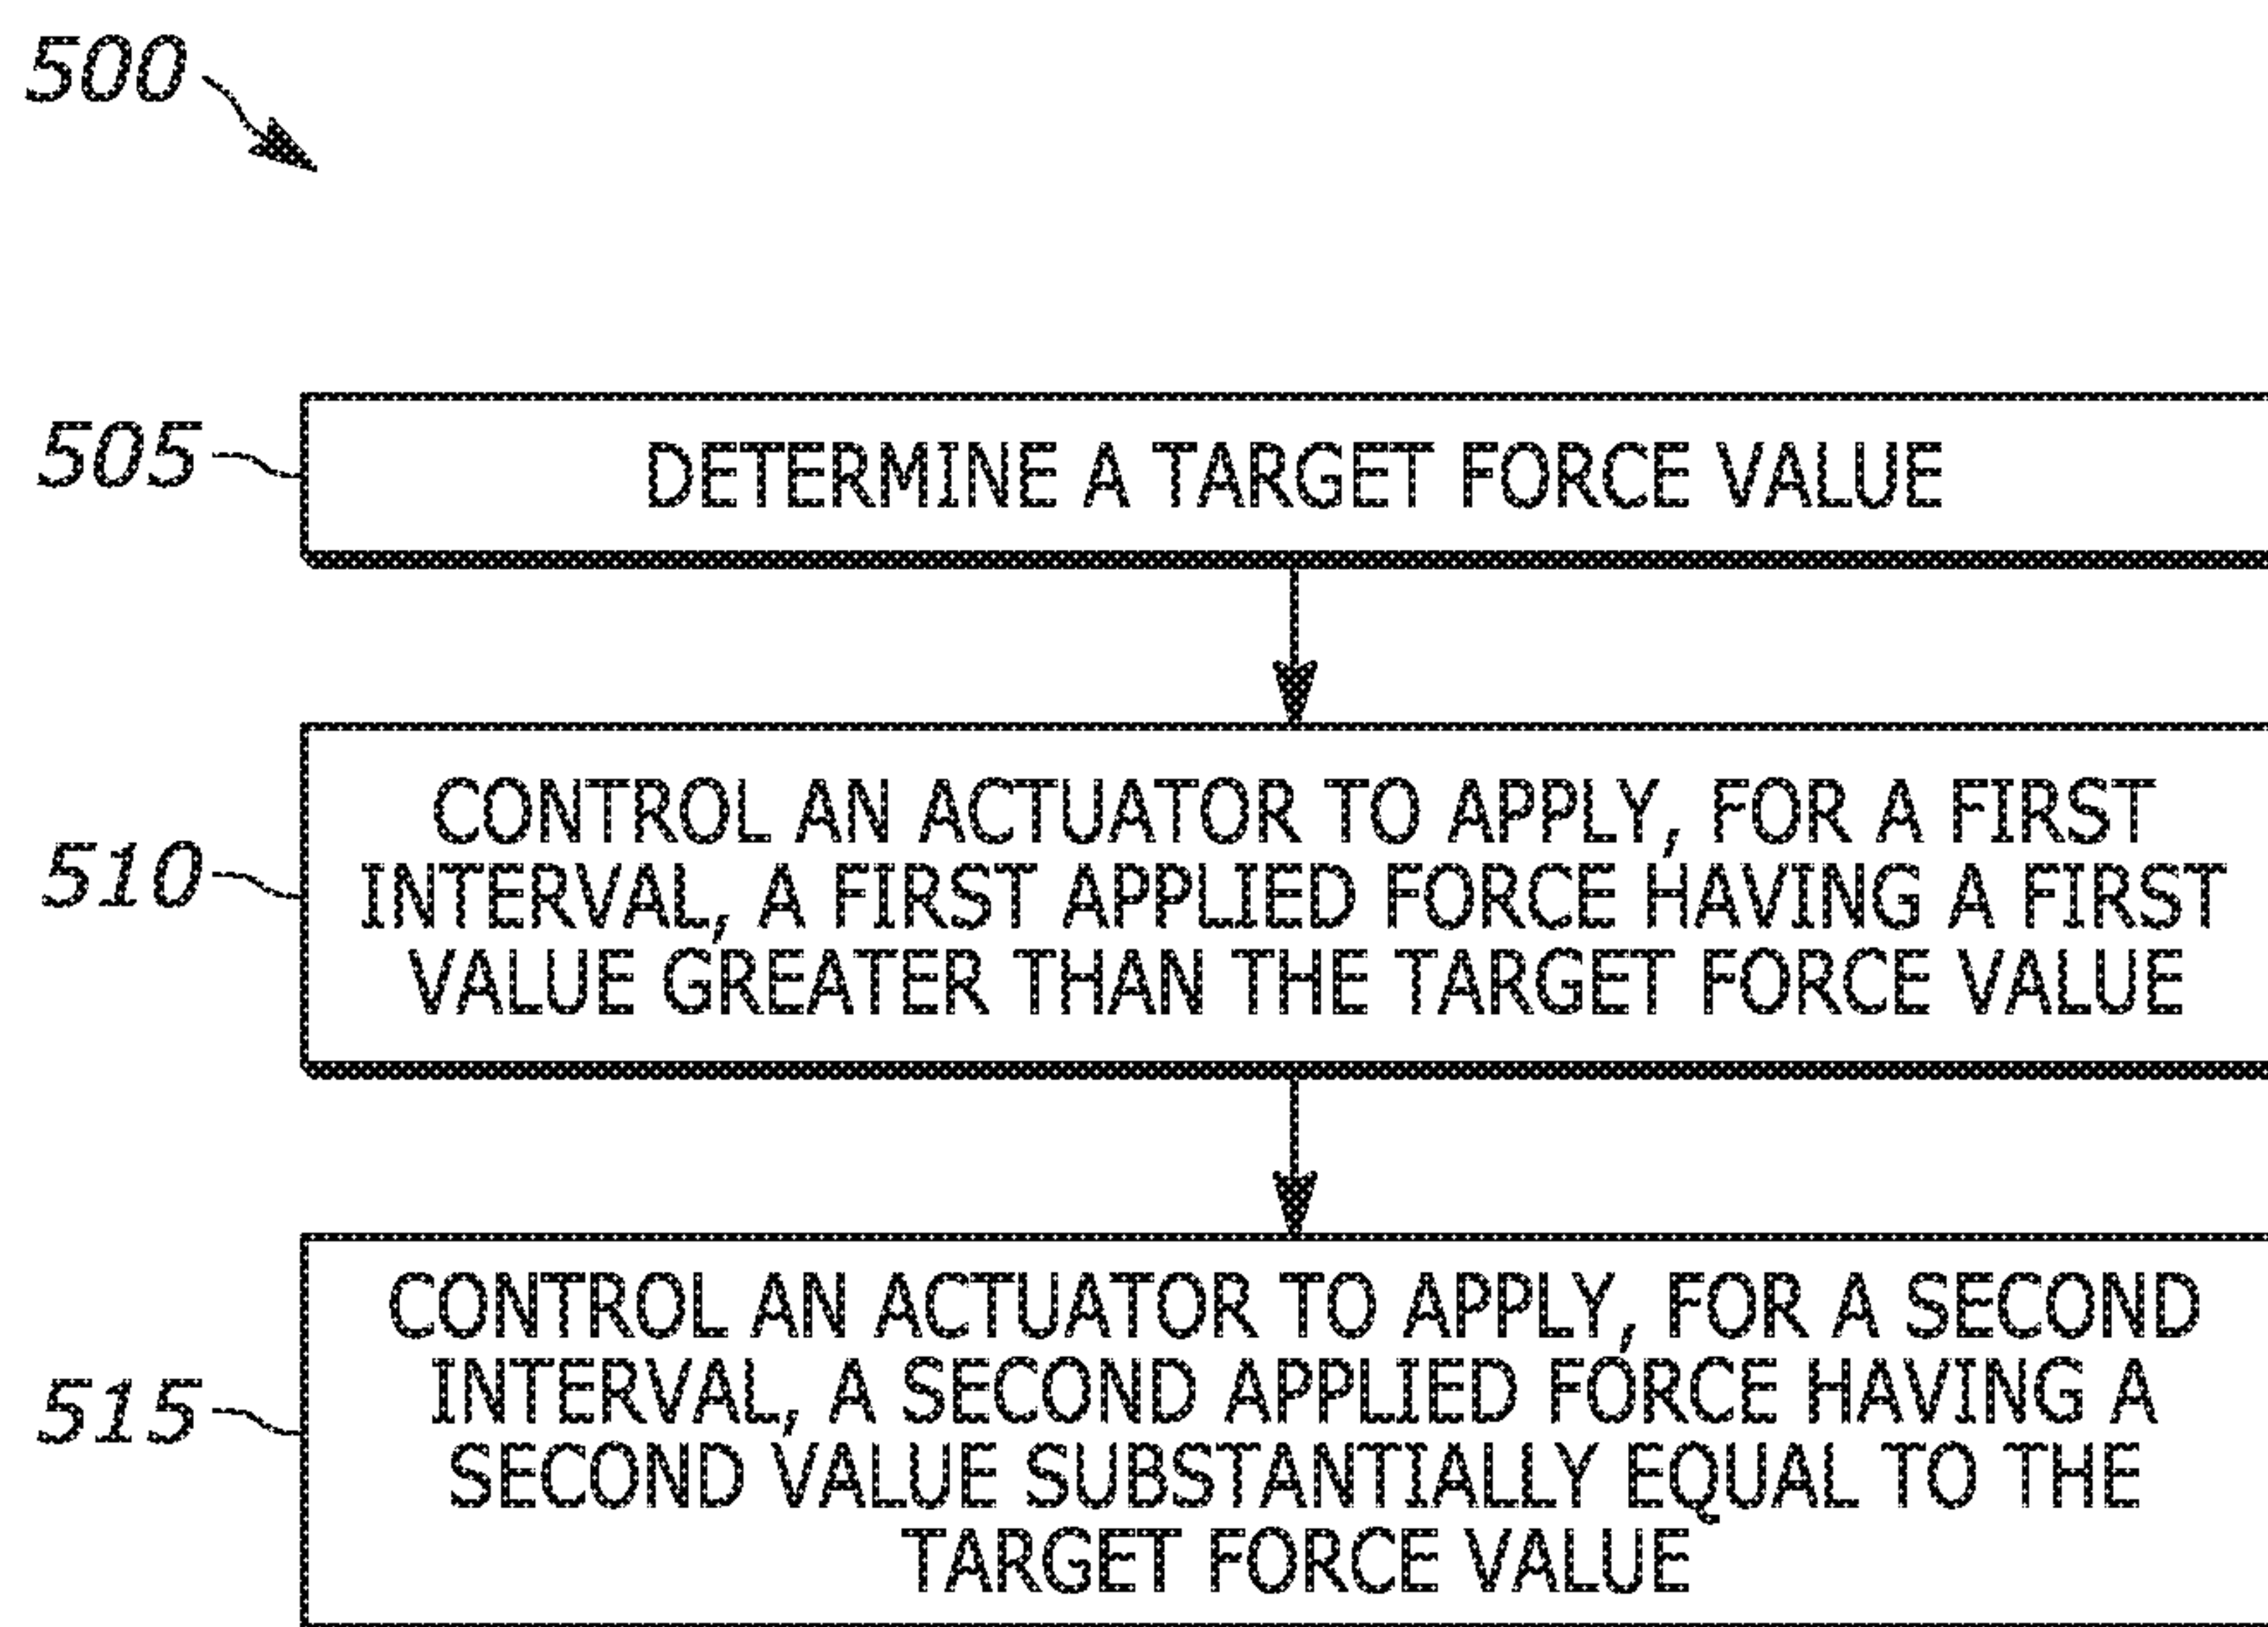 500
505
DETERMINE A TARGET FORCE VALUE
510
CONTROL AN ACTUATOR TO APPLY, FOR A FIRST
INTERVAL, A FIRST APPLIED FORCE HAVING A FIRST
VALUE GREATER THAN THE TARGET FORCE VALUE
515
CONTROL AN ACTUATOR TO APPLY, FOR A SECOND
INTERVAL, A SECOND APPLIED FORCE HAVING A
SECOND VALUE SUBSTANTIALLY EQUAL TO THE
TARGET FORCE VALUE